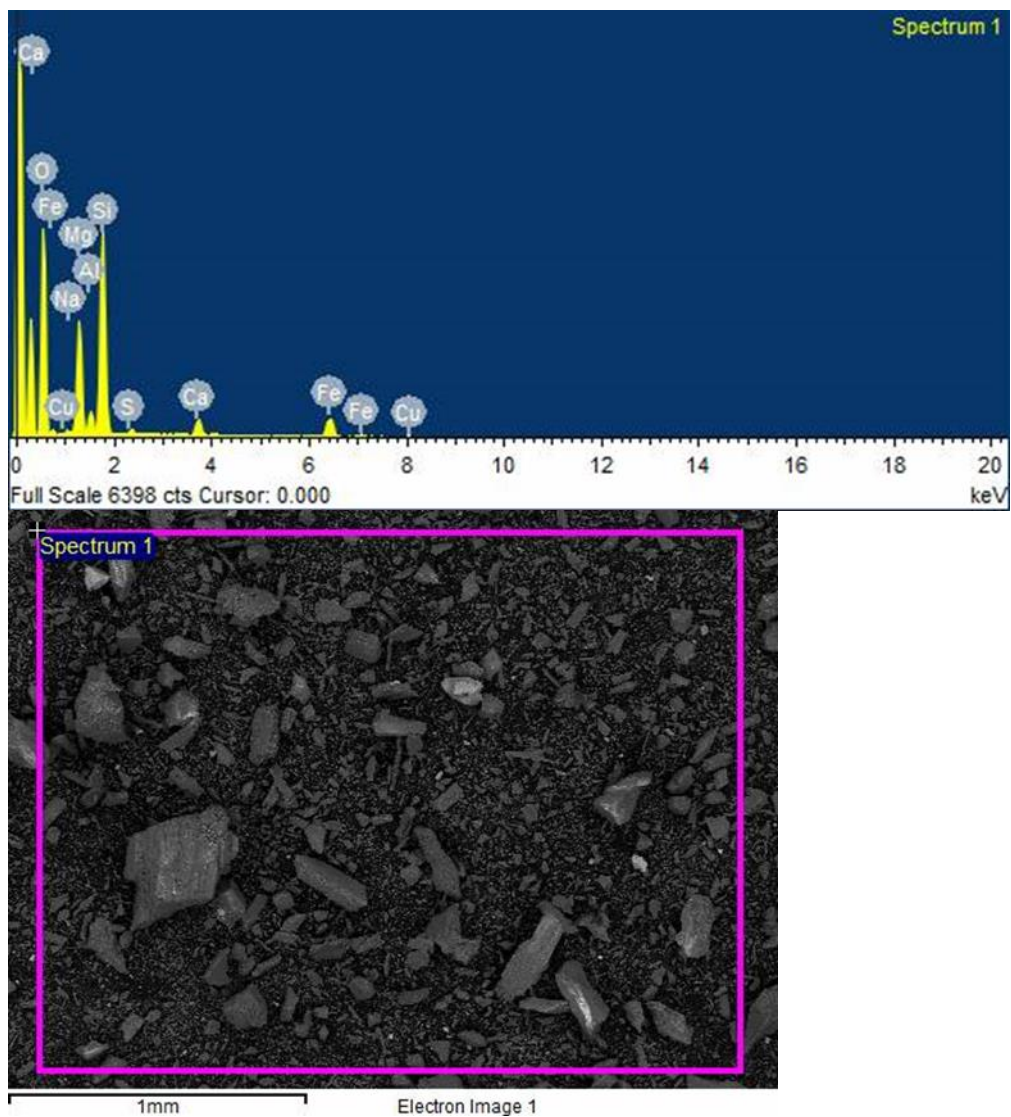 Spectrum 1
Ca
O
Fe
Si
Mg
Al
Na
Cu
S
Ca
Fe
Fe
Cu
0 2 4 6 8 10 12 14 16 18 20
Full Scale 6398 cts Cursor: 0.000 keV
Spectrum 1
1mm Electron Image 1